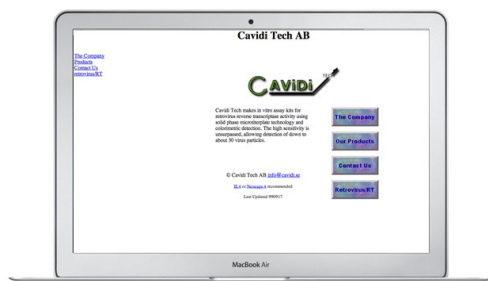 Cavidi Tech AB
The Company
Products
Contact Us
retrovirus/RT
CAViDi TECH
Cavidi Tech makes in vitro assay kits for
retrovirus reverse transcriptase activity using
solid phase microtiterplate technology and
colorimetric detection. The high sensitivity is
unsurpassed, allowing detection of down to
about 30 virus particles.
The Company
Our Products
Contact Us
Retrovirus/RT
© Cavidi Tech AB info@cavidi.se
IE 4 or Netscape 4 recommended
Last Updated 990917
MacBook Air